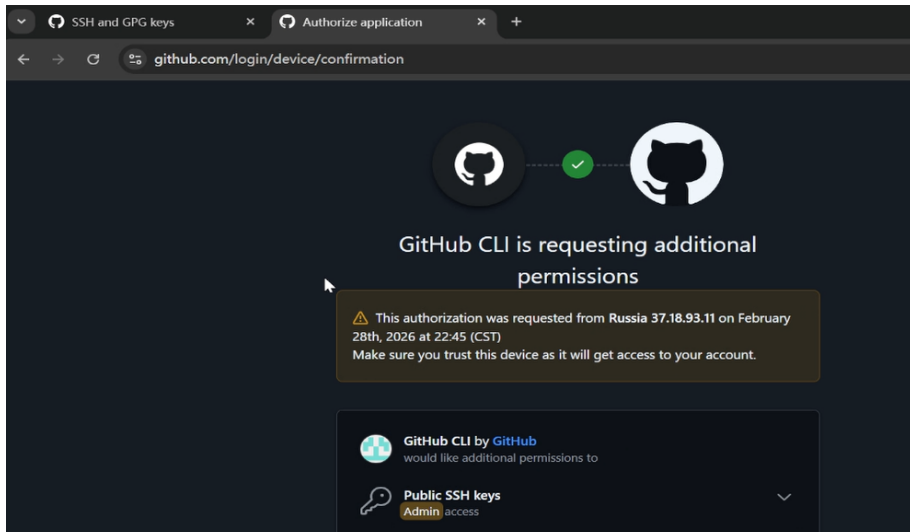 SSH and GPG keys
Authorize application
github.com/login/device/confirmation
GitHub CLI is requesting additional
permissions
This authorization was requested from Russia 37.18.93.11 on February
28th, 2026 at 22:45 (CST)
Make sure you trust this device as it will get access to your account.
GitHub CLI by GitHub
would like additional permissions to
Public SSH keys
Admin access